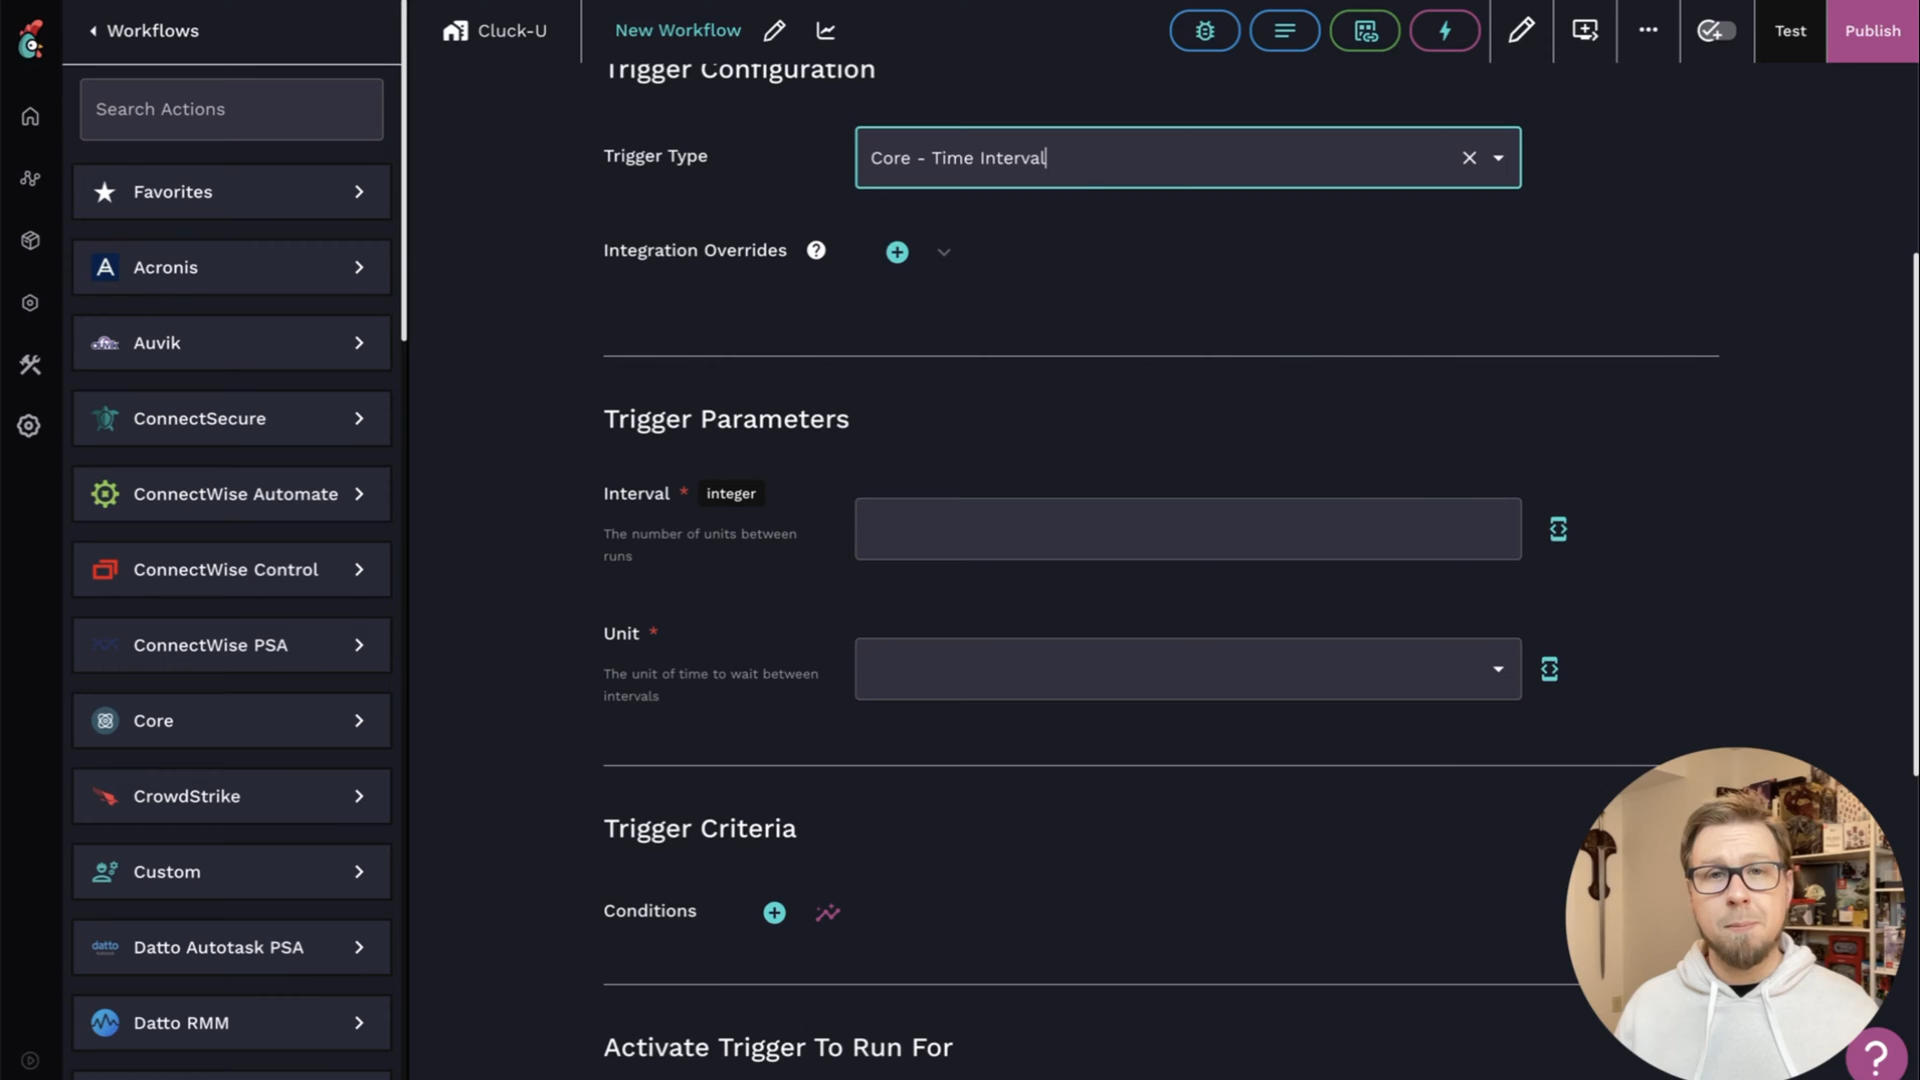 Workflows
Cluck-U
New Workflow
Test
Publish
Search Actions
Favorites
Acronis
Auvik
ConnectSecure
ConnectWise Automate
ConnectWise Control
ConnectWise PSA
Core
CrowdStrike
Custom
datto
Datto Autotask PSA
Datto RMM
Trigger Configuration
Trigger Type
Core - Time Interval
Integration Overrides ?
Trigger Parameters
Interval * integer
The number of units between
runs
Unit *
The unit of time to wait between
intervals
Trigger Criteria
Conditions
Activate Trigger To Run For
?